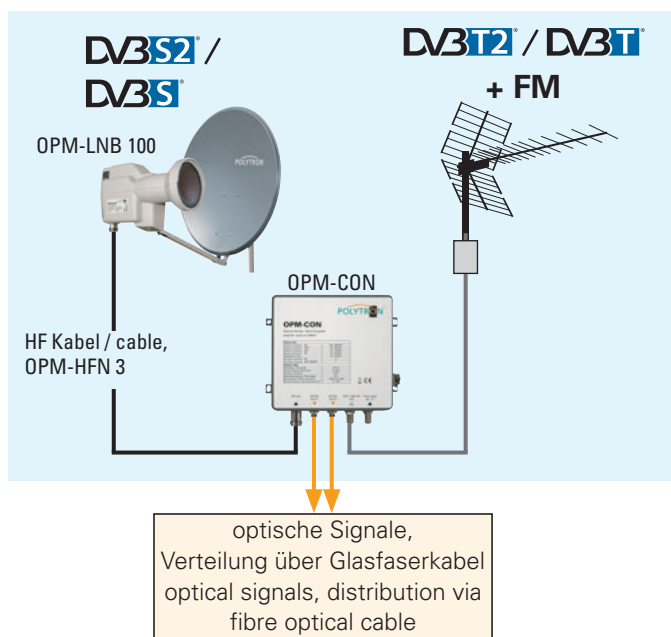 DVB S2 /
DVB S
DVB T2 / DVB T
+ FM
OPM-LNB 100
POLYTRON
OPM-CON
HF Kabel / cable,
OPM-HFN 3
POLYTRON
OPM-CON
optische Signale,
Verteilung über Glasfaserkabel
optical signals, distribution via
fibre optical cable